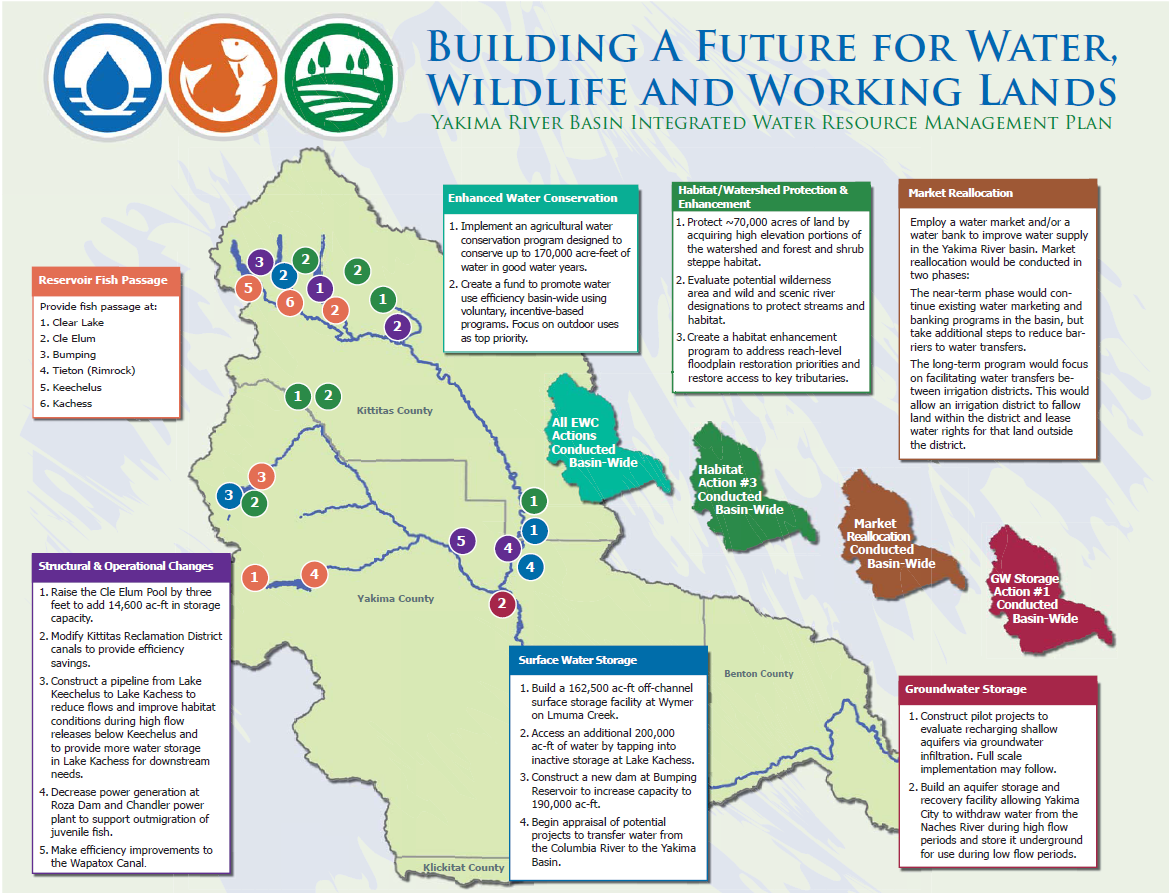 BUILDING A FUTURE FOR WATER,
WILDLIFE AND WORKING LANDS
YAKIMA RIVER BASIN INTEGRATED WATER RESOURCE MANAGEMENT PLAN
Reservoir Fish Passage
Provide fish passage at:
1. Clear Lake
2. Cle Elum
3. Bumping
4. Tieton (Rimrock)
5. Keechelus
6. Kachess
Enhanced Water Conservation
1. Implement an agricultural water
conservation program designed to
conserve up to 170,000 acre-feet of
water in good water years.
2. Create a fund to promote water
use efficiency basin-wide using
voluntary, incentive-based
programs. Focus on outdoor uses
as top priority.
Habitat/Watershed Protection &
Enhancement
1. Protect ~70,000 acres of land by
acquiring high elevation portions of
the watershed and forest and shrub
steppe habitat.
2. Evaluate potential wilderness
area and wild and scenic river
designations to protect streams and
habitat.
3. Create a habitat enhancement
program to address reach-level
floodplain restoration priorities and
restore access to key tributaries.
Market Reallocation
Employ a water market and/or a
water bank to improve water supply
in the Yakima River basin. Market
reallocation would be conducted in
two phases:
The near-term phase would con-
tinue existing water marketing and
banking programs in the basin, but
take additional steps to reduce bar-
riers to water transfers.
The long-term program would focus
on facilitating water transfers be-
tween irrigation districts. This would
allow an irrigation district to fallow
land within the district and lease
water rights for that land outside
the district.
3
2
2
2
5
6
1
2
1
2
1
2
Kittitas County
3
3
2
1
1
5
4
4
1
4
2
Yakima County
Benton County
Klickitat County
All EWC
Actions
Conducted
Basin-Wide
Habitat
Action #3
Conducted
Basin-Wide
Market
Reallocation
Conducted
Basin-Wide
GW Storage
Action #1
Conducted
Basin-Wide
Structural & Operational Changes
1. Raise the Cle Elum Pool by three
feet to add 14,600 ac-ft in storage
capacity.
2. Modify Kittitas Reclamation District
canals to provide efficiency
savings.
3. Construct a pipeline from Lake
Keechelus to Lake Kachess to
reduce flows and improve habitat
conditions during high flow
releases below Keechelus and
to provide more water storage
in Lake Kachess for downstream
needs.
4. Decrease power generation at
Roza Dam and Chandler power
plant to support outmigration of
juvenile fish.
5. Make efficiency improvements to
the Wapatox Canal.
Surface Water Storage
1. Build a 162,500 ac-ft off-channel
surface storage facility at Wymer
on Lmuma Creek.
2. Access an additional 200,000
ac-ft of water by tapping into
inactive storage at Lake Kachess.
3. Construct a new dam at Bumping
Reservoir to increase capacity to
190,000 ac-ft.
4. Begin appraisal of potential
projects to transfer water from
the Columbia River to the Yakima
Basin.
Groundwater Storage
1. Construct pilot projects to
evaluate recharging shallow
aquifers via groundwater
infiltration. Full scale
implementation may follow.
2. Build an aquifer storage and
recovery facility allowing Yakima
City to withdraw water from the
Naches River during high flow
periods and store it underground
for use during low flow periods.